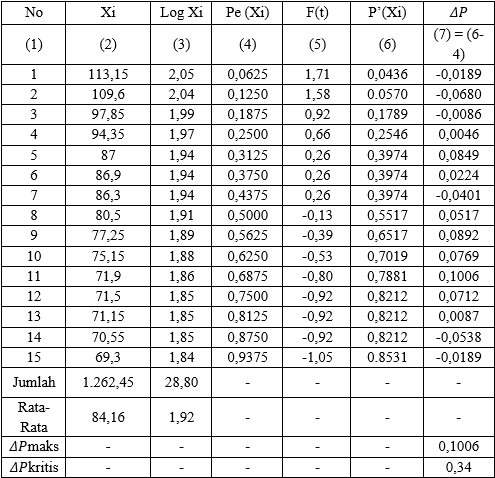 No Xi Log Xi Pe (Xi) F(t) P’(Xi) ΔP
(1) (2) (3) (4) (5) (6) (7) = (6-
4)
1 113,15 2,05 0,0625 1,71 0,0436 -0,0189
2 109,6 2,04 0,1250 1,58 0.0570 -0,0680
3 97,85 1,99 0,1875 0,92 0,1789 -0,0086
4 94,35 1,97 0,2500 0,66 0,2546 0,0046
5 87 1,94 0,3125 0,26 0,3974 0,0849
6 86,9 1,94 0,3750 0,26 0,3974 0,0224
7 86,3 1,94 0,4375 0,26 0,3974 -0,0401
8 80,5 1,91 0,5000 -0,13 0,5517 0,0517
9 77,25 1,89 0,5625 -0,39 0,6517 0,0892
10 75,15 1,88 0,6250 -0,53 0,7019 0,0769
11 71,9 1,86 0,6875 -0,80 0,7881 0,1006
12 71,5 1,85 0,7500 -0,92 0,8212 0,0712
13 71,15 1,85 0,8125 -0,92 0,8212 0,0087
14 70,55 1,85 0,8750 -0,92 0,8212 -0,0538
15 69,3 1,84 0,9375 -1,05 0.8531 -0,0189
Jumlah 1.262,45 28,80 - - - -
Rata-
Rata 84,16 1,92 - - - -
ΔPmaks - - - - - 0,1006
ΔPkritis - - - - - 0,34